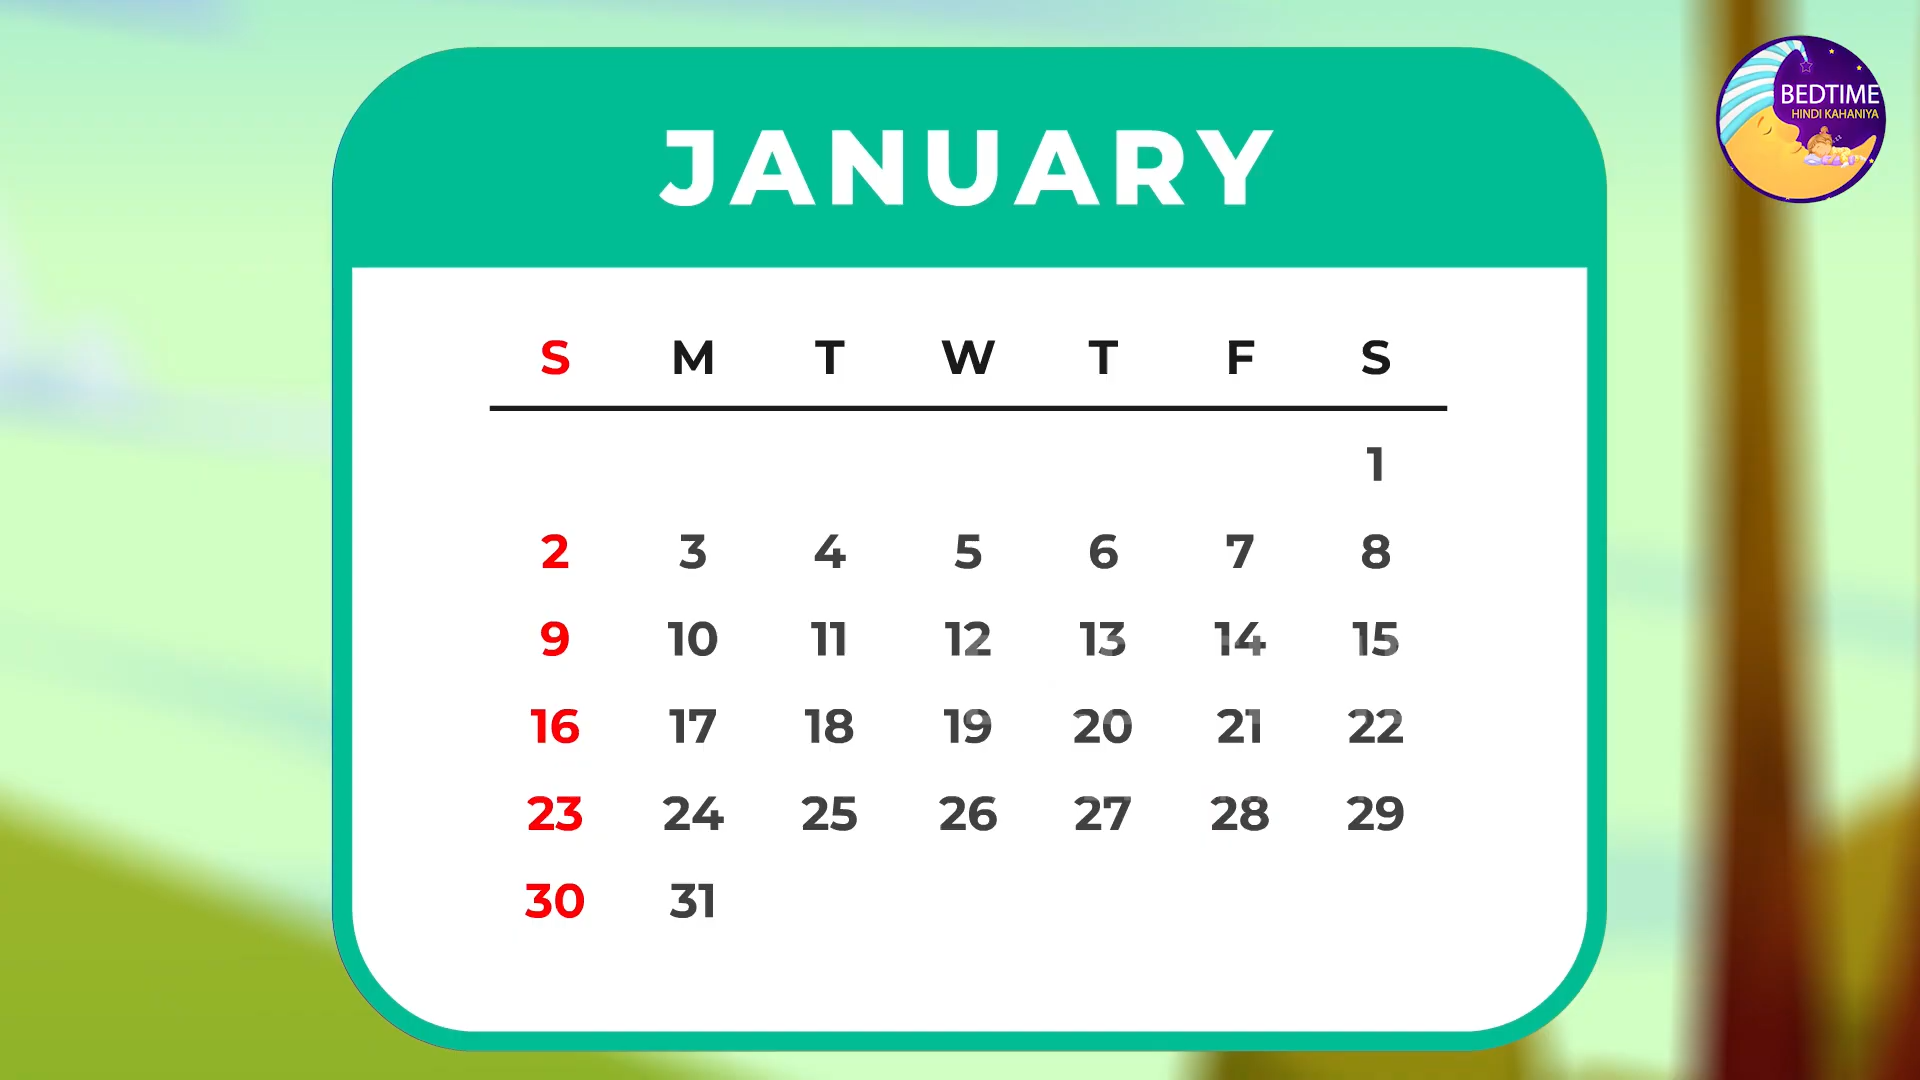 JANUARY
BEDTIME
HINDI KAHANIYA
S M T W T F S
1
2 3 4 5 6 7 8
9 10 11 12 13 14 15
16 17 18 19 20 21 22
23 24 25 26 27 28 29
30 31